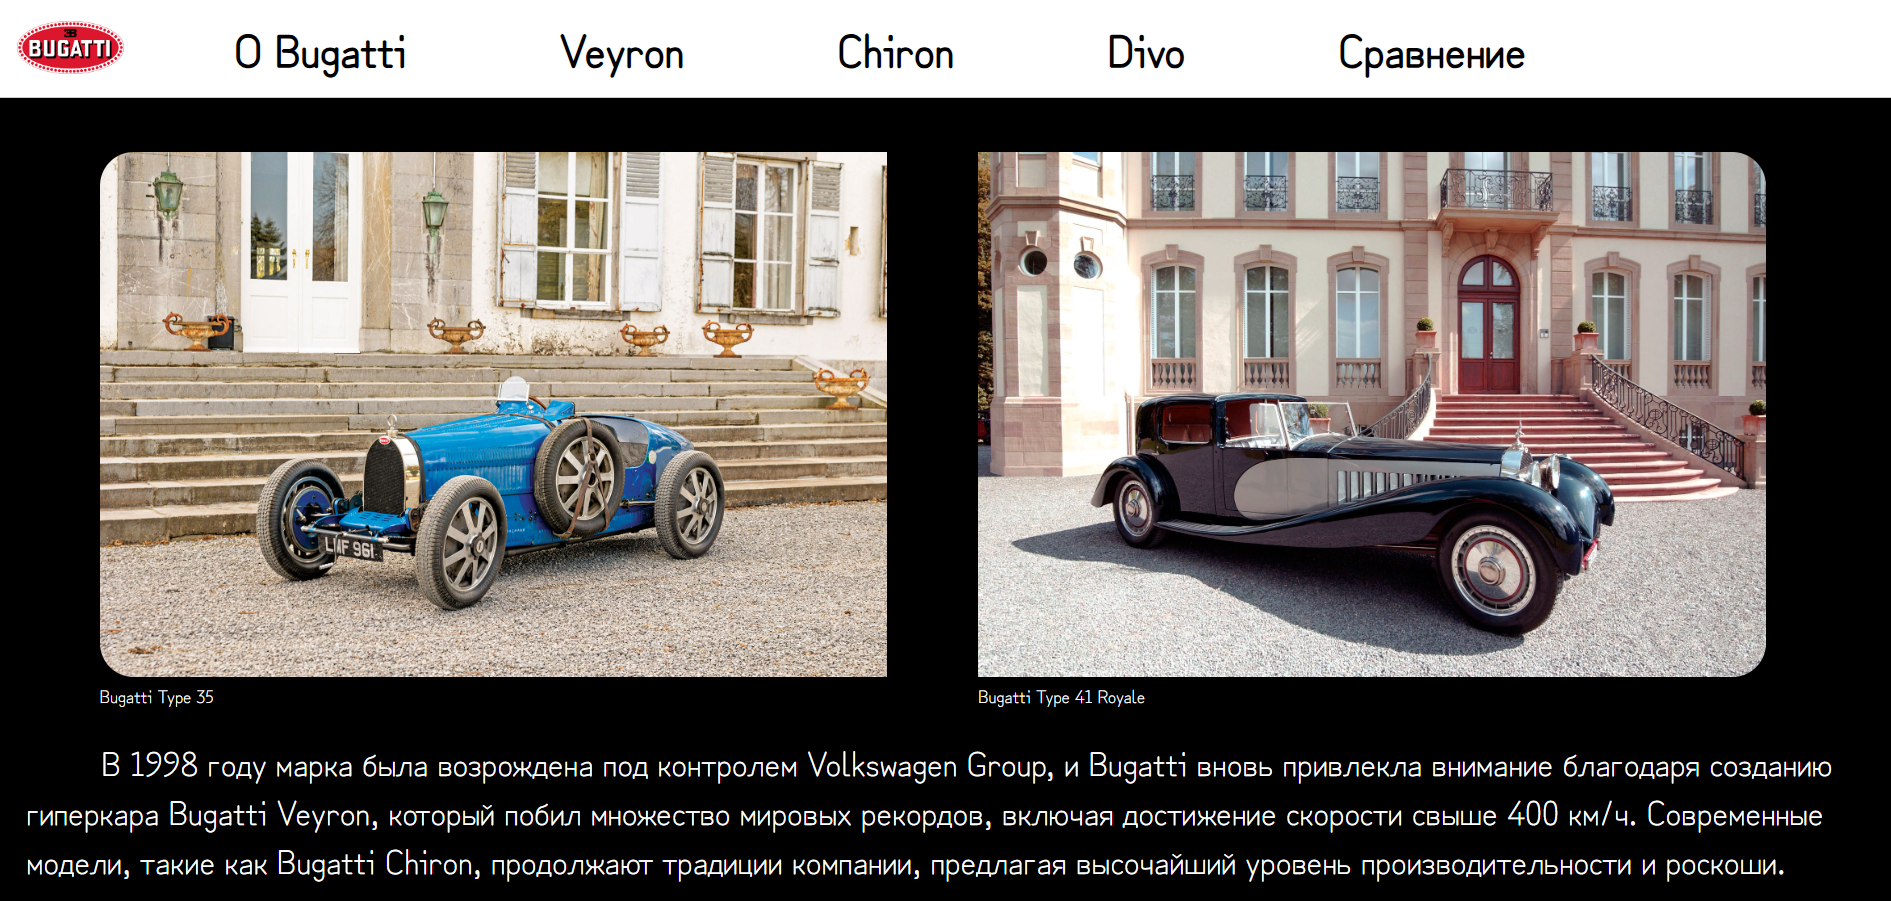 BUGATTI
О Bugatti Veyron Chiron Divo Сравнение
LMF 961
Bugatti Type 35
Bugatti Type 41 Royale
В 1998 году марка была возрождена под контролем Volkswagen Group, и Bugatti вновь привлекла внимание благодаря созданию
гиперкара Bugatti Veyron, который побил множество мировых рекордов, включая достижение скорости свыше 400 км/ч. Современные
модели, такие как Bugatti Chiron, продолжают традиции компании, предлагая высочайший уровень производительности и роскоши.